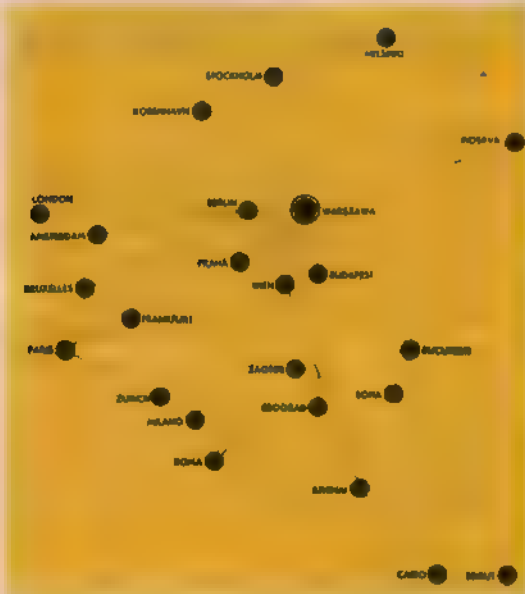 HELSINKI
STOCKHOLM
KOBENHAVN
MOSKVA
LONDON
BERLIN
WARSZAWA
AMSTERDAM
PRAHA
BUDAPEST
WIEN
BRUXELLES
FRANKFURT
PARIS
BUCURESTI
ZAGREB
ZURICH
SOFIA
BEOGRAD
MILANO
ROMA
CAIRO
BEIRUT